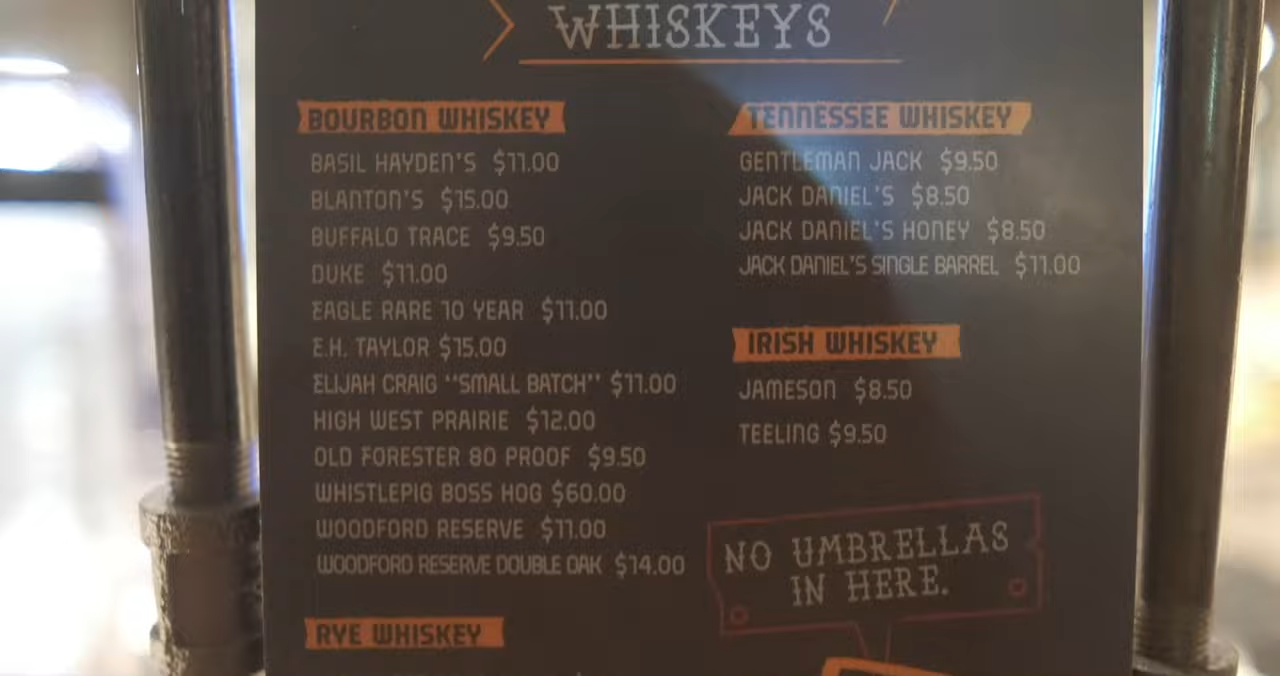 WHISKEYS
BOURBON WHISKEY
BASIL HAYDEN'S $11.00
BLANTON'S $15.00
BUFFALO TRACE $9.50
DUKE $11.00
EAGLE RARE 10 YEAR $11.00
E.H. TAYLOR $15.00
ELIJAH CRAIG "SMALL BATCH" $11.00
HIGH WEST PRAIRIE $12.00
OLD FORESTER 80 PROOF $9.50
WHISTLEPIG BOSS HOG $60.00
WOODFORD RESERVE $11.00
WOODFORD RESERVE DOUBLE OAK $14.00
RYE WHISKEY
TENNESSEE WHISKEY
GENTLEMAN JACK $9.50
JACK DANIEL'S $8.50
JACK DANIEL'S HONEY $8.50
JACK DANIEL'S SINGLE BARREL $11.00
IRISH WHISKEY
JAMESON $8.50
TEELING $9.50
NO UMBRELLAS
IN HERE.